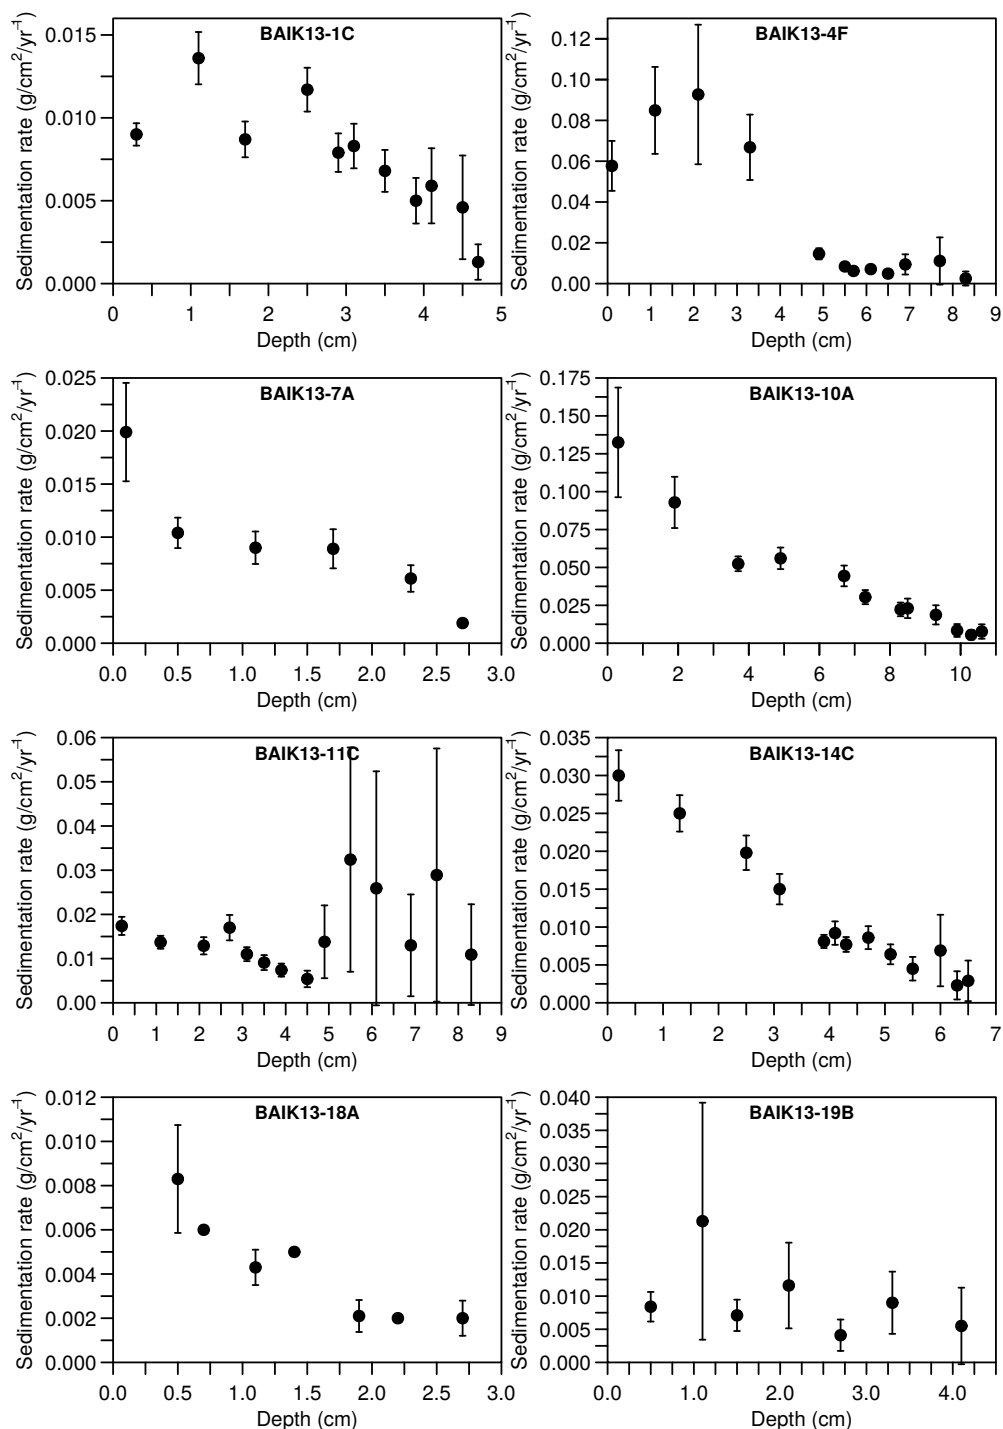 BAIK13-1C
Sedimentation rate (g/cm²/yr⁻¹)
0.015
0.010
0.005
0.000
0 1 2 3 4 5
Depth (cm)
BAIK13-4F
Sedimentation rate (g/cm²/yr⁻¹)
0.12
0.10
0.08
0.06
0.04
0.02
0.00
0 1 2 3 4 5 6 7 8 9
Depth (cm)
BAIK13-7A
Sedimentation rate (g/cm²/yr⁻¹)
0.025
0.020
0.015
0.010
0.005
0.000
0.0 0.5 1.0 1.5 2.0 2.5 3.0
Depth (cm)
BAIK13-10A
Sedimentation rate (g/cm²/yr⁻¹)
0.175
0.150
0.125
0.100
0.075
0.050
0.025
0.000
0 2 4 6 8 10
Depth (cm)
BAIK13-11C
Sedimentation rate (g/cm²/yr⁻¹)
0.06
0.05
0.04
0.03
0.02
0.01
0.00
0 1 2 3 4 5 6 7 8 9
Depth (cm)
BAIK13-14C
Sedimentation rate (g/cm²/yr⁻¹)
0.035
0.030
0.025
0.020
0.015
0.010
0.005
0.000
0 1 2 3 4 5 6 7
Depth (cm)
BAIK13-18A
Sedimentation rate (g/cm²/yr⁻¹)
0.012
0.010
0.008
0.006
0.004
0.002
0.000
0.0 0.5 1.0 1.5 2.0 2.5 3.0
Depth (cm)
BAIK13-19B
Sedimentation rate (g/cm²/yr⁻¹)
0.040
0.035
0.030
0.025
0.020
0.015
0.010
0.005
0.000
0.0 1.0 2.0 3.0 4.0
Depth (cm)